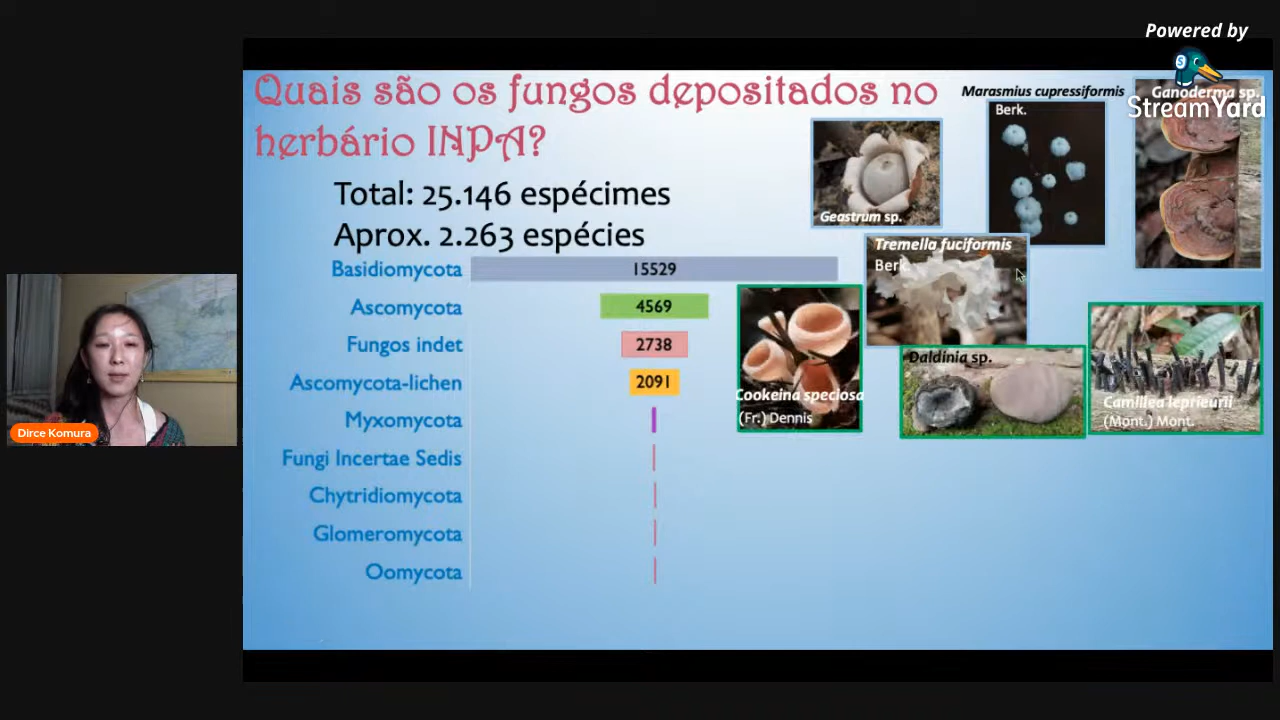 Powered by
StreamYard
Quais são os fungos depositados no
herbário INPA?
Total: 25.146 espécimes
Aprox. 2.263 espécies
Basidiomycota 15529
Ascomycota 4569
Fungos indet 2738
Ascomycota-lichen 2091
Myxomycota
Fungi Incertae Sedis
Chytridiomycota
Glomeromycota
Oomycota
Geastrum sp.
Marasmius cupressiformis
Berk.
Ganoderma sp.
Tremella fuciformis
Berk.
Cookeina speciosa
(Fr.) Dennis
Daldinia sp.
Camillea leprieurii
(Mont.) Mont.
Dirce Komura